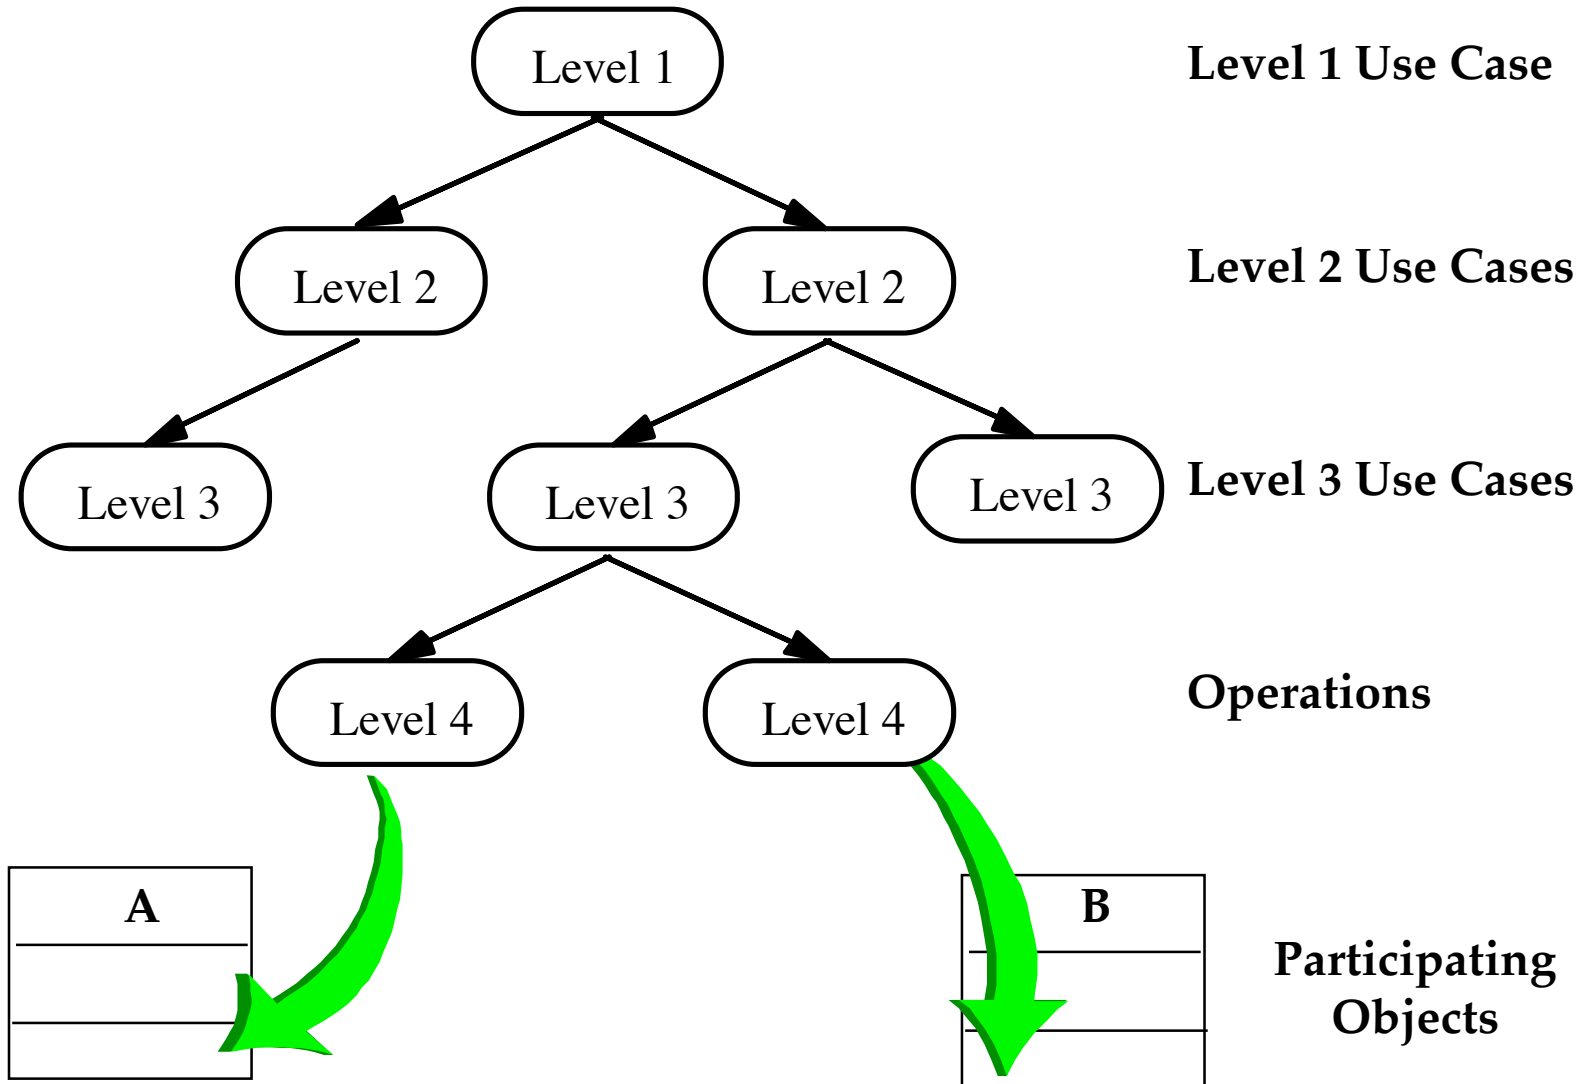 Level 1
Level 1 Use Case
Level 2
Level 2
Level 2 Use Cases
Level 3
Level 3
Level 3
Level 3 Use Cases
Level 4
Level 4
Operations
A
B
Participating
Objects